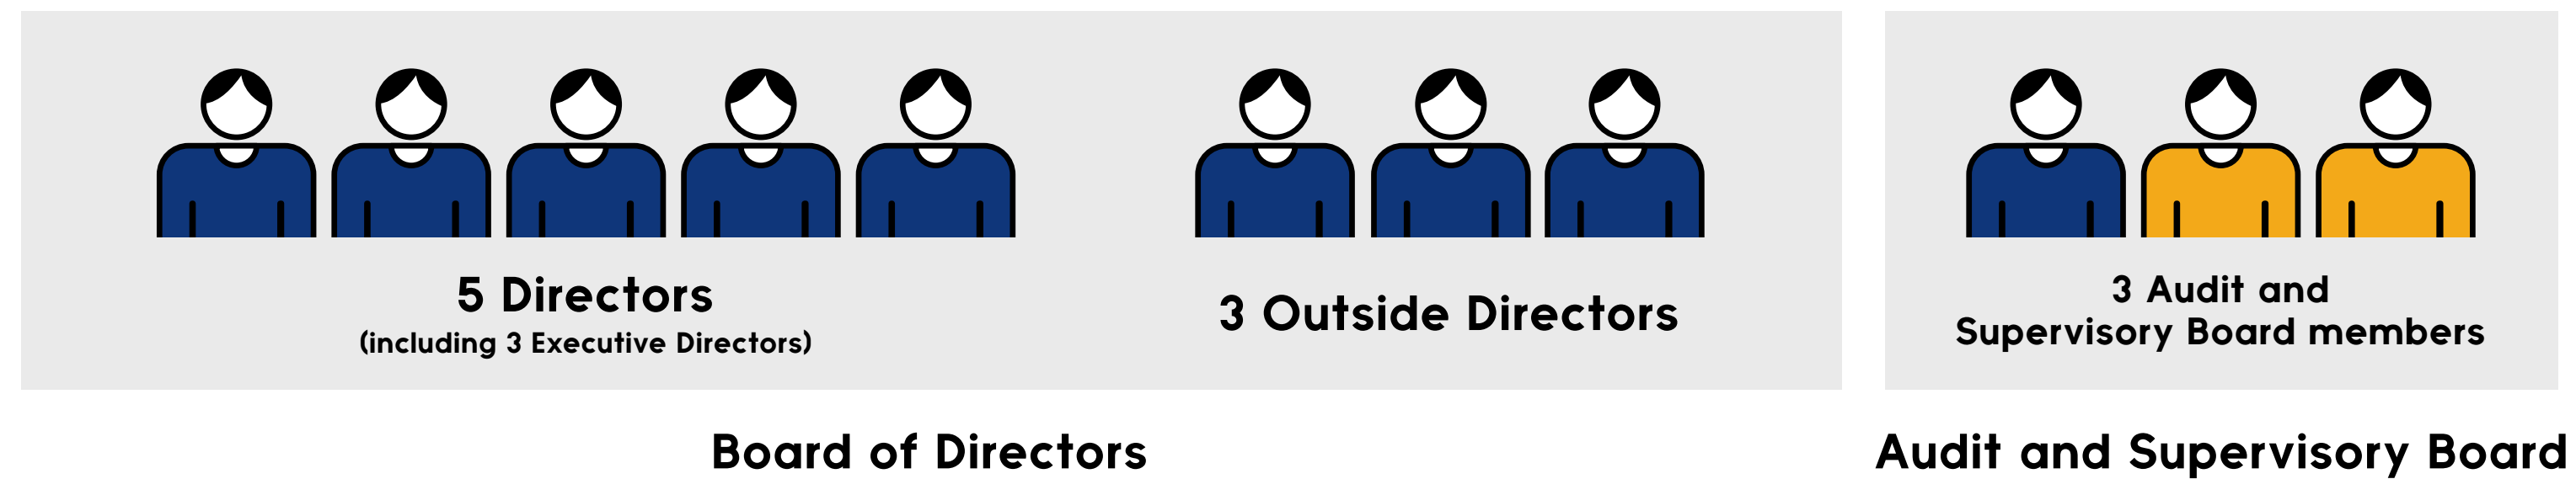 5 Directors
(including 3 Executive Directors)
3 Outside Directors
Board of Directors
3 Audit and
Supervisory Board members
Audit and Supervisory Board